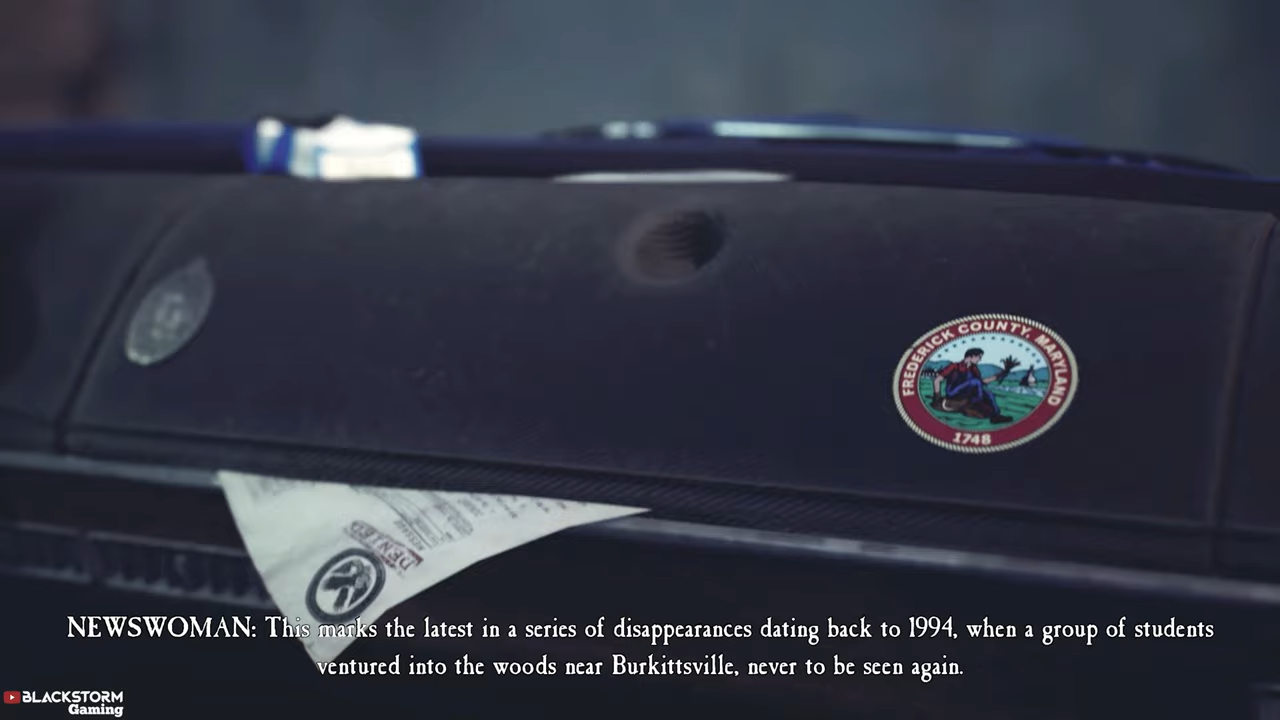 FREDERICK COUNTY, MARYLAND
1748
DENIED
NEWSWOMAN: This marks the latest in a series of disappearances dating back to 1994, when a group of students
ventured into the woods near Burkittsville, never to be seen again.
BLACKSTORM
Gaming